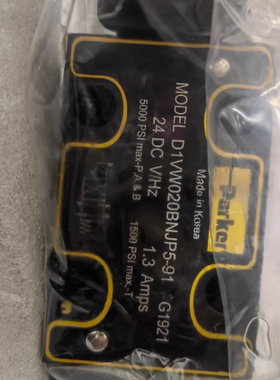 Parker
Made in Korea
MODEL D1VW020BNJP5-91 G1921
24 DC V/Hz 1.3 Amps
5000 PSI max-P,A & B 1500 PSI max,-T